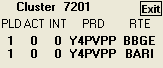 Cluster 7201 Exit
PLD ACT INT PRD RTE
1 0 0 Y4PVPP BBGE
1 0 0 Y4PVPP BARI